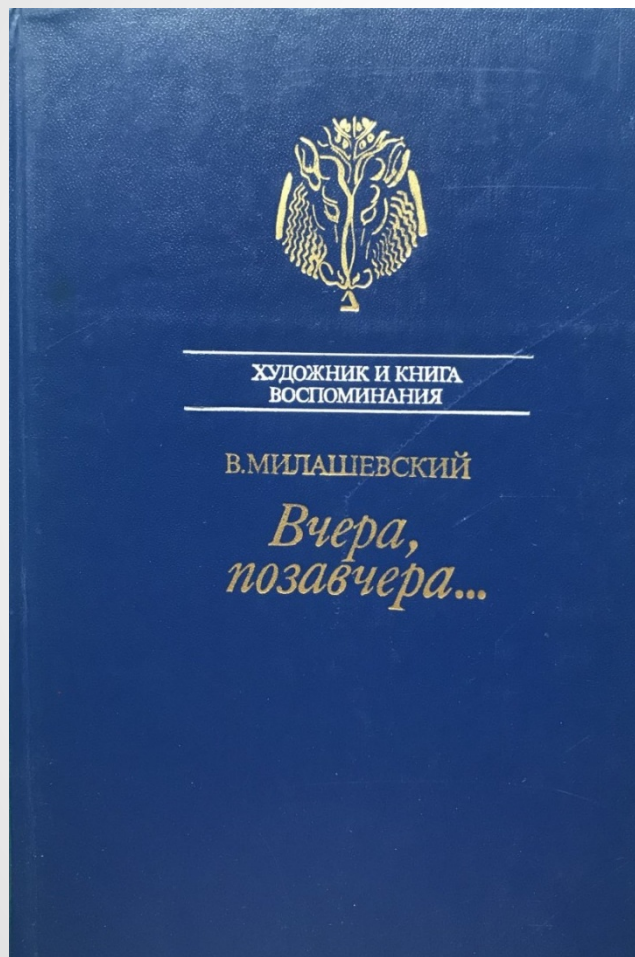 ХУДОЖНИК И КНИГА
ВОСПОМИНАНИЯ
В.МИЛАШЕВСКИЙ
Вчера,
позавчера...